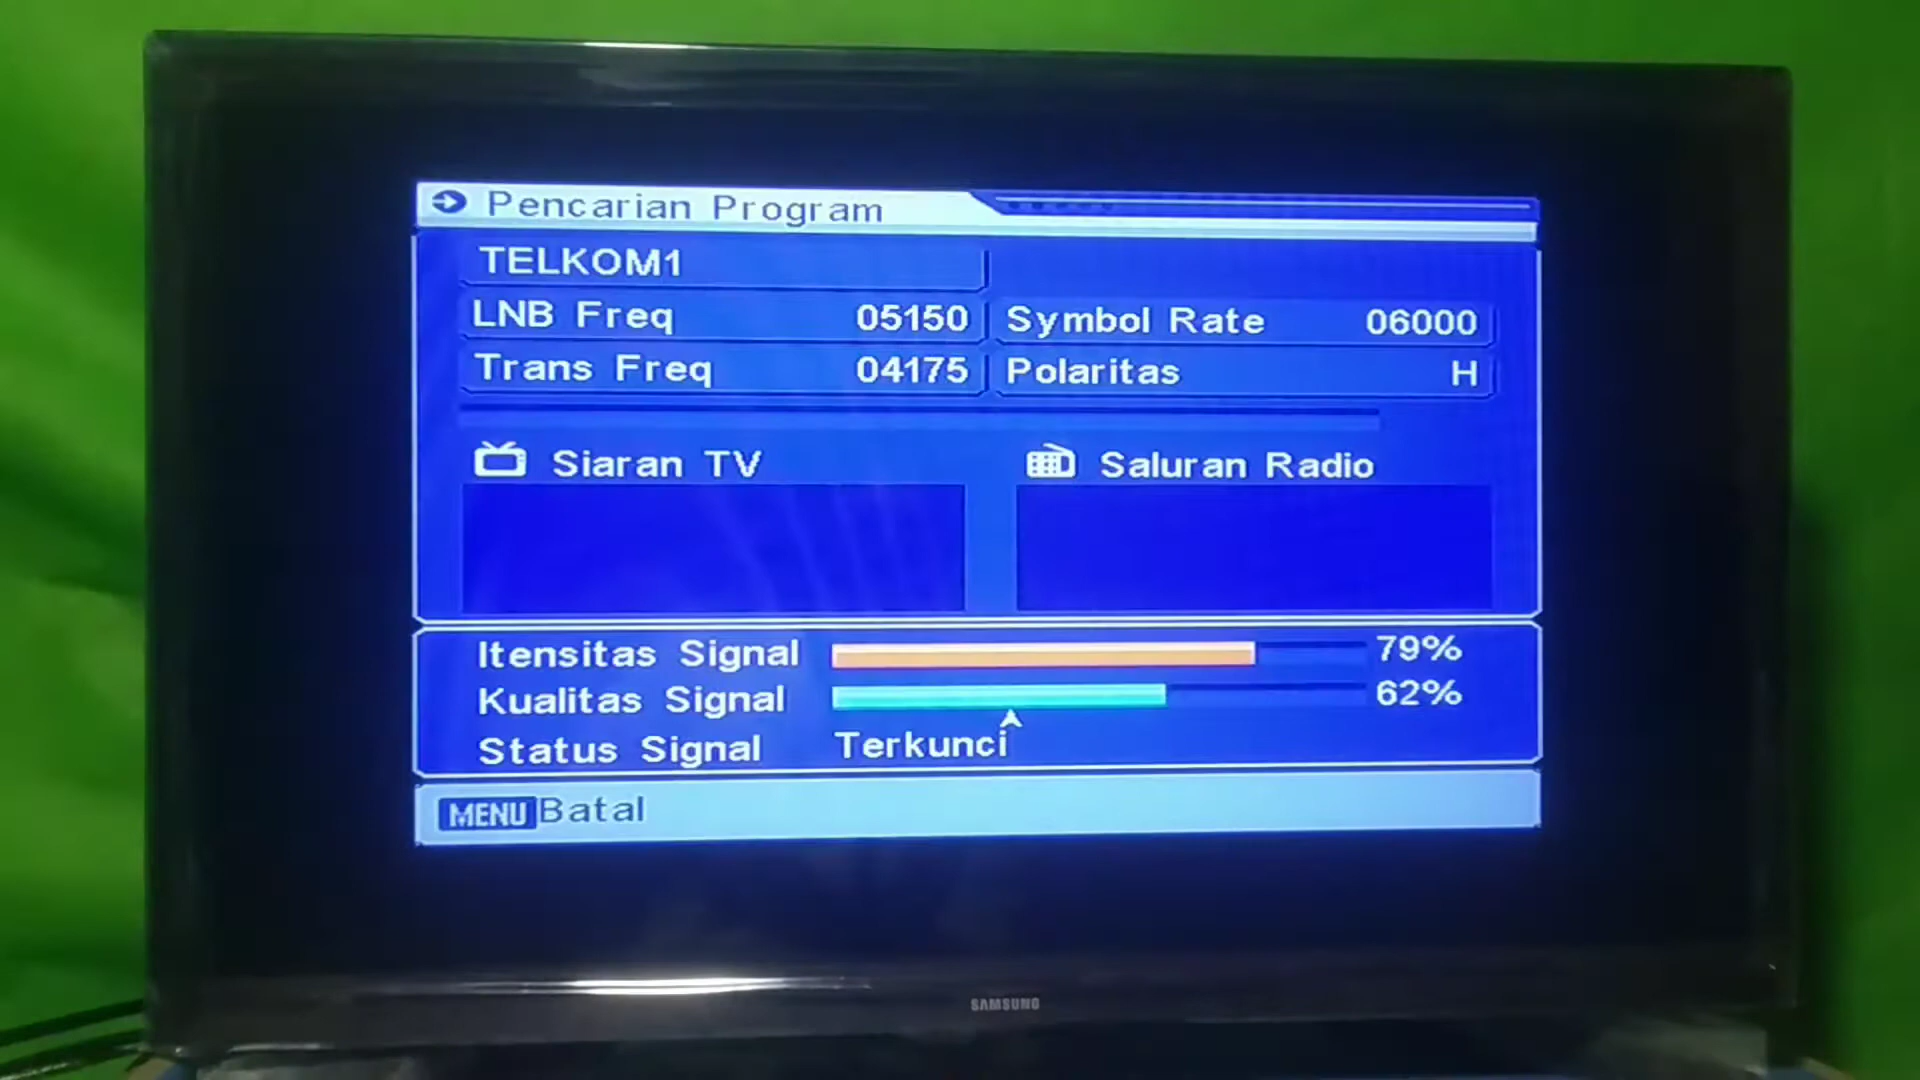 Pencarian Program
TELKOM1
LNB Freq 05150 Symbol Rate 06000
Trans Freq 04175 Polaritas H
Siaran TV Saluran Radio
Itensitas Signal 79%
Kualitas Signal 62%
Status Signal Terkunci
MENU Batal
SAMSUNG